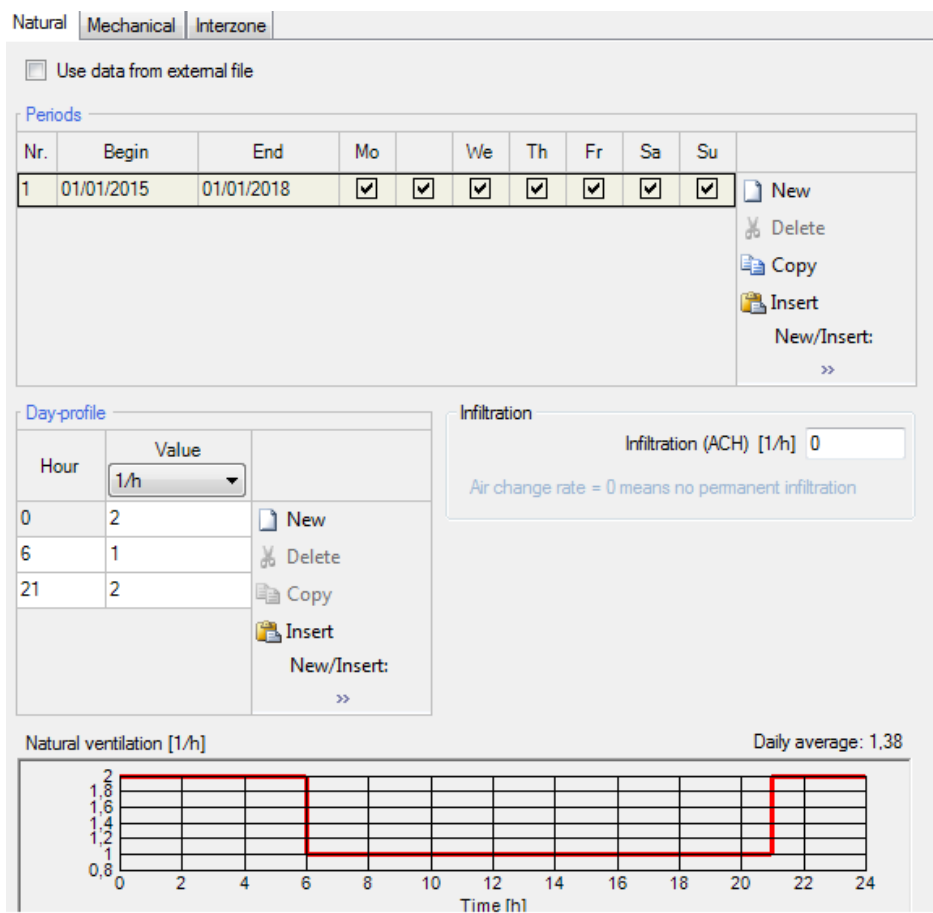 Natural Mechanical Interzone
Use data from external file
Periods
Nr. Begin End Mo We Th Fr Sa Su
1 01/01/2015 01/01/2018
New
Delete
Copy
Insert
New/Insert:
>>
Day-profile
Hour Value
1/h
0 2
6 1
21 2
New
Delete
Copy
Insert
New/Insert:
>>
Infiltration
Infiltration (ACH) [1/h] 0
Air change rate = 0 means no permanent infiltration
Natural ventilation [1/h] Daily average: 1,38
2
1,8
1,6
1,4
1,2
1
0,8
0 2 4 6 8 10 12 14 16 18 20 22 24
Time [h]